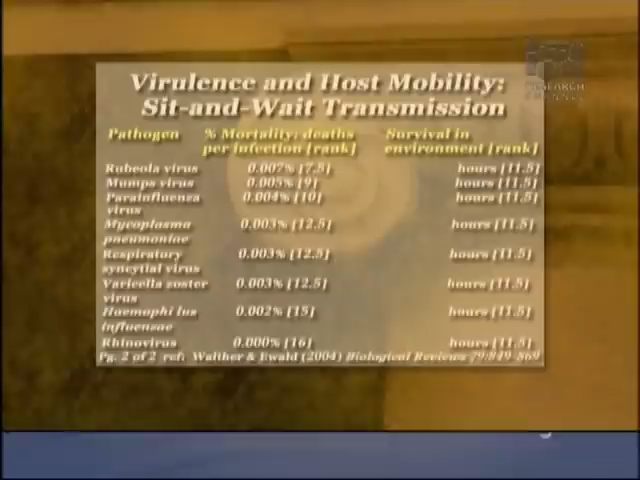 RESEARCH
Virulence and Host Mobility:
Sit-and-Wait Transmission
Pathogen % Mortality: deaths per infection [rank] Survival in environment [rank]
Rubeola virus 0.007% [7.5] hours [11.5]
Mumps virus 0.005% [9] hours [11.5]
Parainfluenza virus 0.004% [10] hours [11.5]
Mycoplasma pneumoniae 0.003% [12.5] hours [11.5]
Respiratory syncytial virus 0.003% [12.5] hours [11.5]
Varicella zoster virus 0.003% [12.5] hours [11.5]
Haemophi lus influenzae 0.002% [15] hours [11.5]
Rhinovirus 0.000% [16] hours [11.5]
Pg. 2 of 2 ref: Walther & Ewald (2004) Biological Reviews 79:849-869